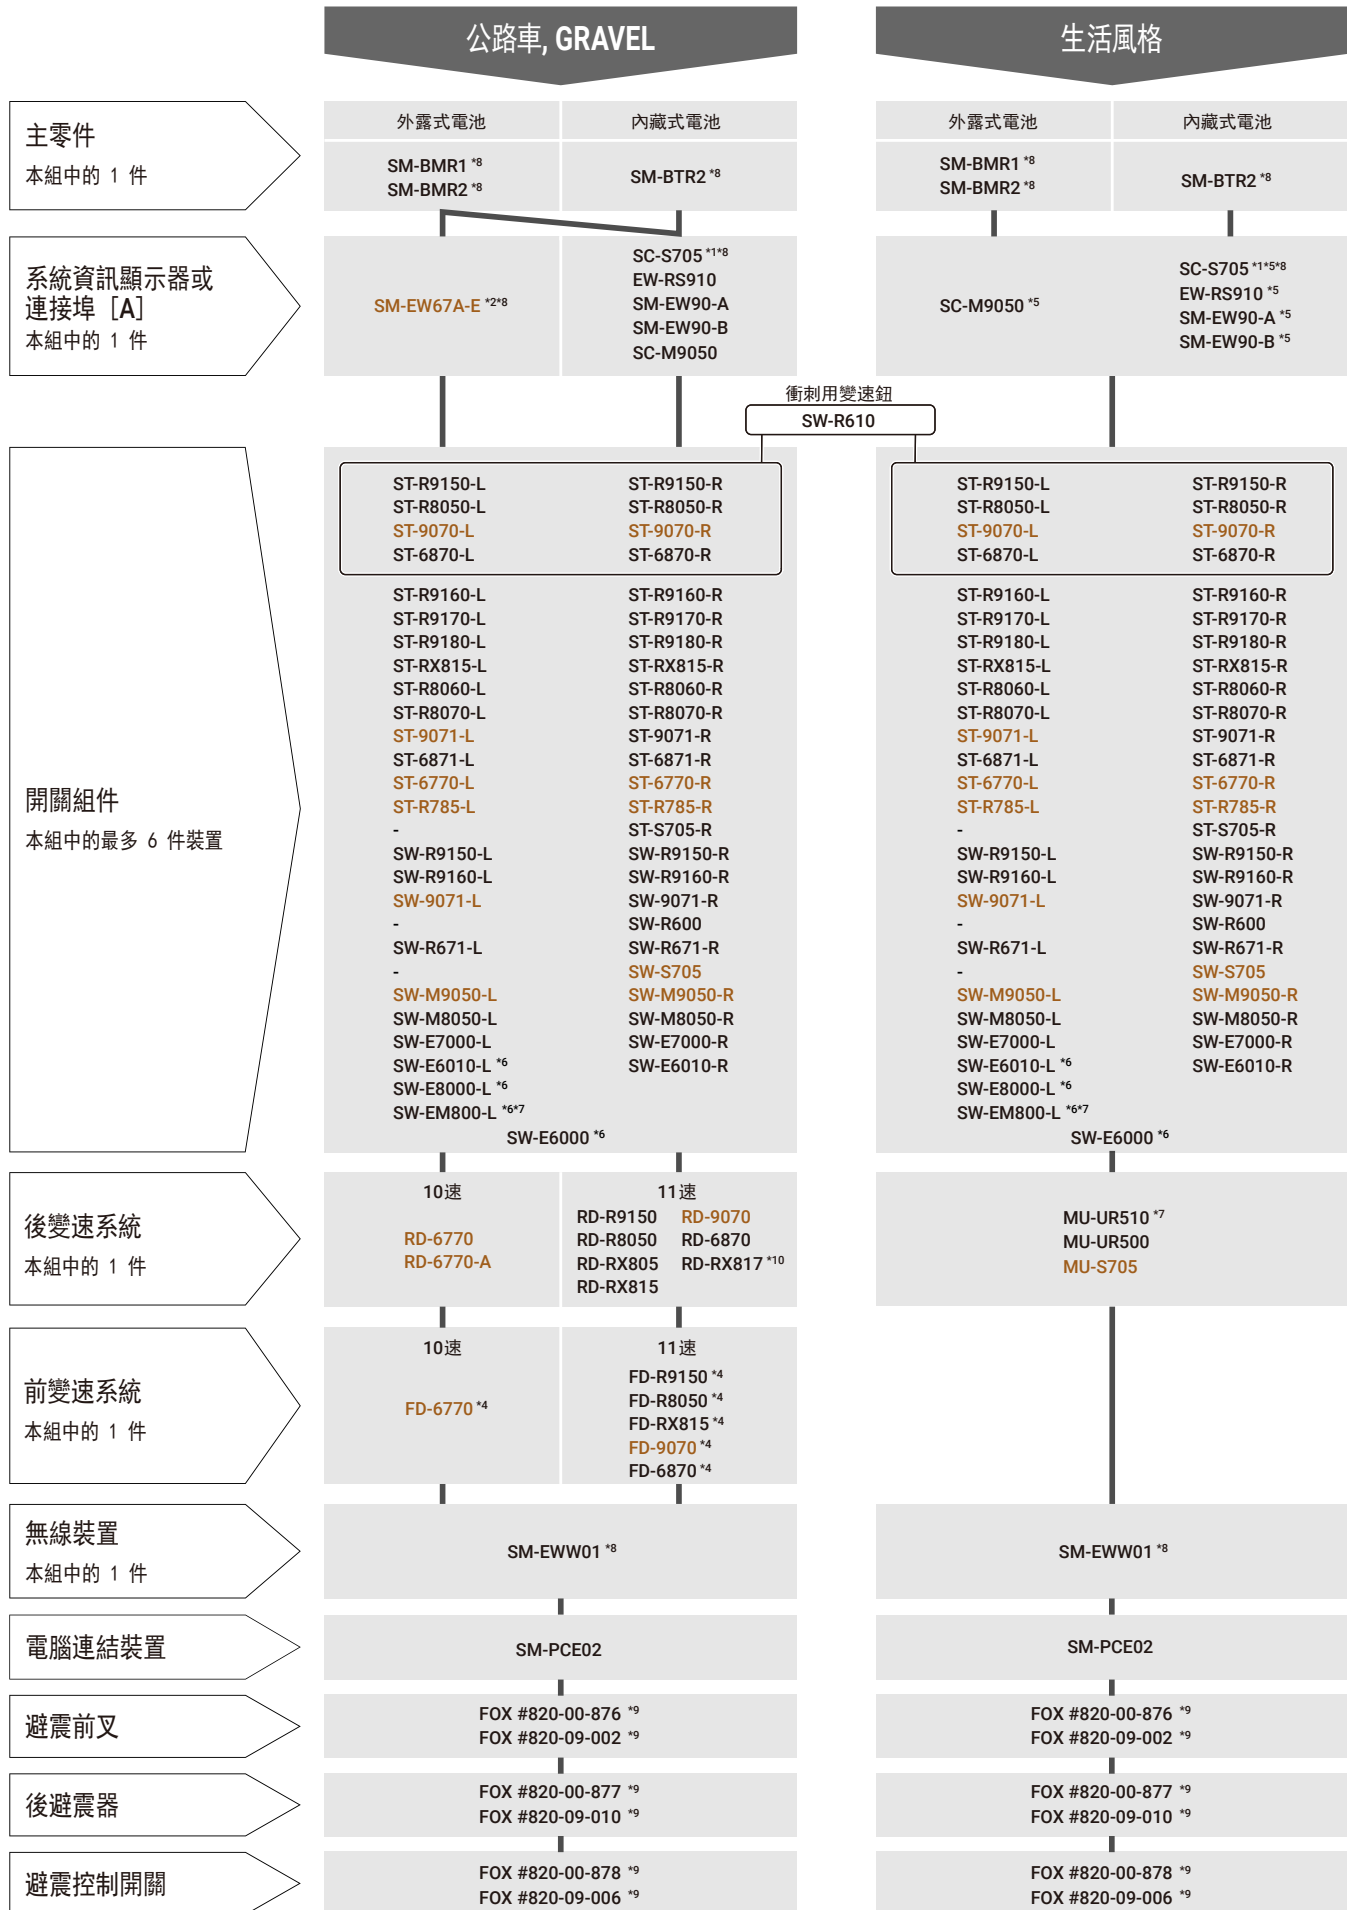 公路車, GRAVEL
生活風格
主零件
本組中的 1 件
外露式電池
內藏式電池
SM-BMR1 *8
SM-BMR2 *8
SM-BTR2 *8
外露式電池
內藏式電池
SM-BMR1 *8
SM-BMR2 *8
SM-BTR2 *8
系統資訊顯示器或
連接埠 [A]
本組中的 1 件
SM-EW67A-E *2*8
SC-S705 *1*8
EW-RS910
SM-EW90-A
SM-EW90-B
SC-M9050
SC-M9050 *5
SC-S705 *1*5*8
EW-RS910 *5
SM-EW90-A *5
SM-EW90-B *5
衝刺用變速鈕
SW-R610
開關組件
本組中的最多 6 件裝置
ST-R9150-L ST-R9150-R
ST-R8050-L ST-R8050-R
ST-9070-L ST-9070-R
ST-6870-L ST-6870-R
ST-R9160-L ST-R9160-R
ST-R9170-L ST-R9170-R
ST-R9180-L ST-R9180-R
ST-RX815-L ST-RX815-R
ST-R8060-L ST-R8060-R
ST-R8070-L ST-R8070-R
ST-9071-L ST-9071-R
ST-6871-L ST-6871-R
ST-6770-L ST-6770-R
ST-R785-L ST-R785-R
- ST-S705-R
SW-R9150-L SW-R9150-R
SW-R9160-L SW-R9160-R
SW-9071-L SW-9071-R
- SW-R600
SW-R671-L SW-R671-R
- SW-S705
SW-M9050-L SW-M9050-R
SW-M8050-L SW-M8050-R
SW-E7000-L SW-E7000-R
SW-E6010-L *6 SW-E6010-R
SW-E8000-L *6
SW-EM800-L *6*7
SW-E6000 *6
ST-R9150-L ST-R9150-R
ST-R8050-L ST-R8050-R
ST-9070-L ST-9070-R
ST-6870-L ST-6870-R
ST-R9160-L ST-R9160-R
ST-R9170-L ST-R9170-R
ST-R9180-L ST-R9180-R
ST-RX815-L ST-RX815-R
ST-R8060-L ST-R8060-R
ST-R8070-L ST-R8070-R
ST-9071-L ST-9071-R
ST-6871-L ST-6871-R
ST-6770-L ST-6770-R
ST-R785-L ST-R785-R
- ST-S705-R
SW-R9150-L SW-R9150-R
SW-R9160-L SW-R9160-R
SW-9071-L SW-9071-R
- SW-R600
SW-R671-L SW-R671-R
- SW-S705
SW-M9050-L SW-M9050-R
SW-M8050-L SW-M8050-R
SW-E7000-L SW-E7000-R
SW-E6010-L *6 SW-E6010-R
SW-E8000-L *6
SW-EM800-L *6*7
SW-E6000 *6
後變速系統
本組中的 1 件
10速
RD-6770
RD-6770-A
11速
RD-R9150 RD-9070
RD-R8050 RD-6870
RD-RX805 RD-RX817 *10
RD-RX815
MU-UR510 *7
MU-UR500
MU-S705
前變速系統
本組中的 1 件
10速
FD-6770 *4
11速
FD-R9150 *4
FD-R8050 *4
FD-RX815 *4
FD-9070 *4
FD-6870 *4
無線裝置
本組中的 1 件
SM-EWW01 *8
SM-EWW01 *8
電腦連結裝置
SM-PCE02
SM-PCE02
避震前叉
FOX #820-00-876 *9
FOX #820-09-002 *9
FOX #820-00-876 *9
FOX #820-09-002 *9
後避震器
FOX #820-00-877 *9
FOX #820-09-010 *9
FOX #820-00-877 *9
FOX #820-09-010 *9
避震控制開關
FOX #820-00-878 *9
FOX #820-09-006 *9
FOX #820-00-878 *9
FOX #820-09-006 *9